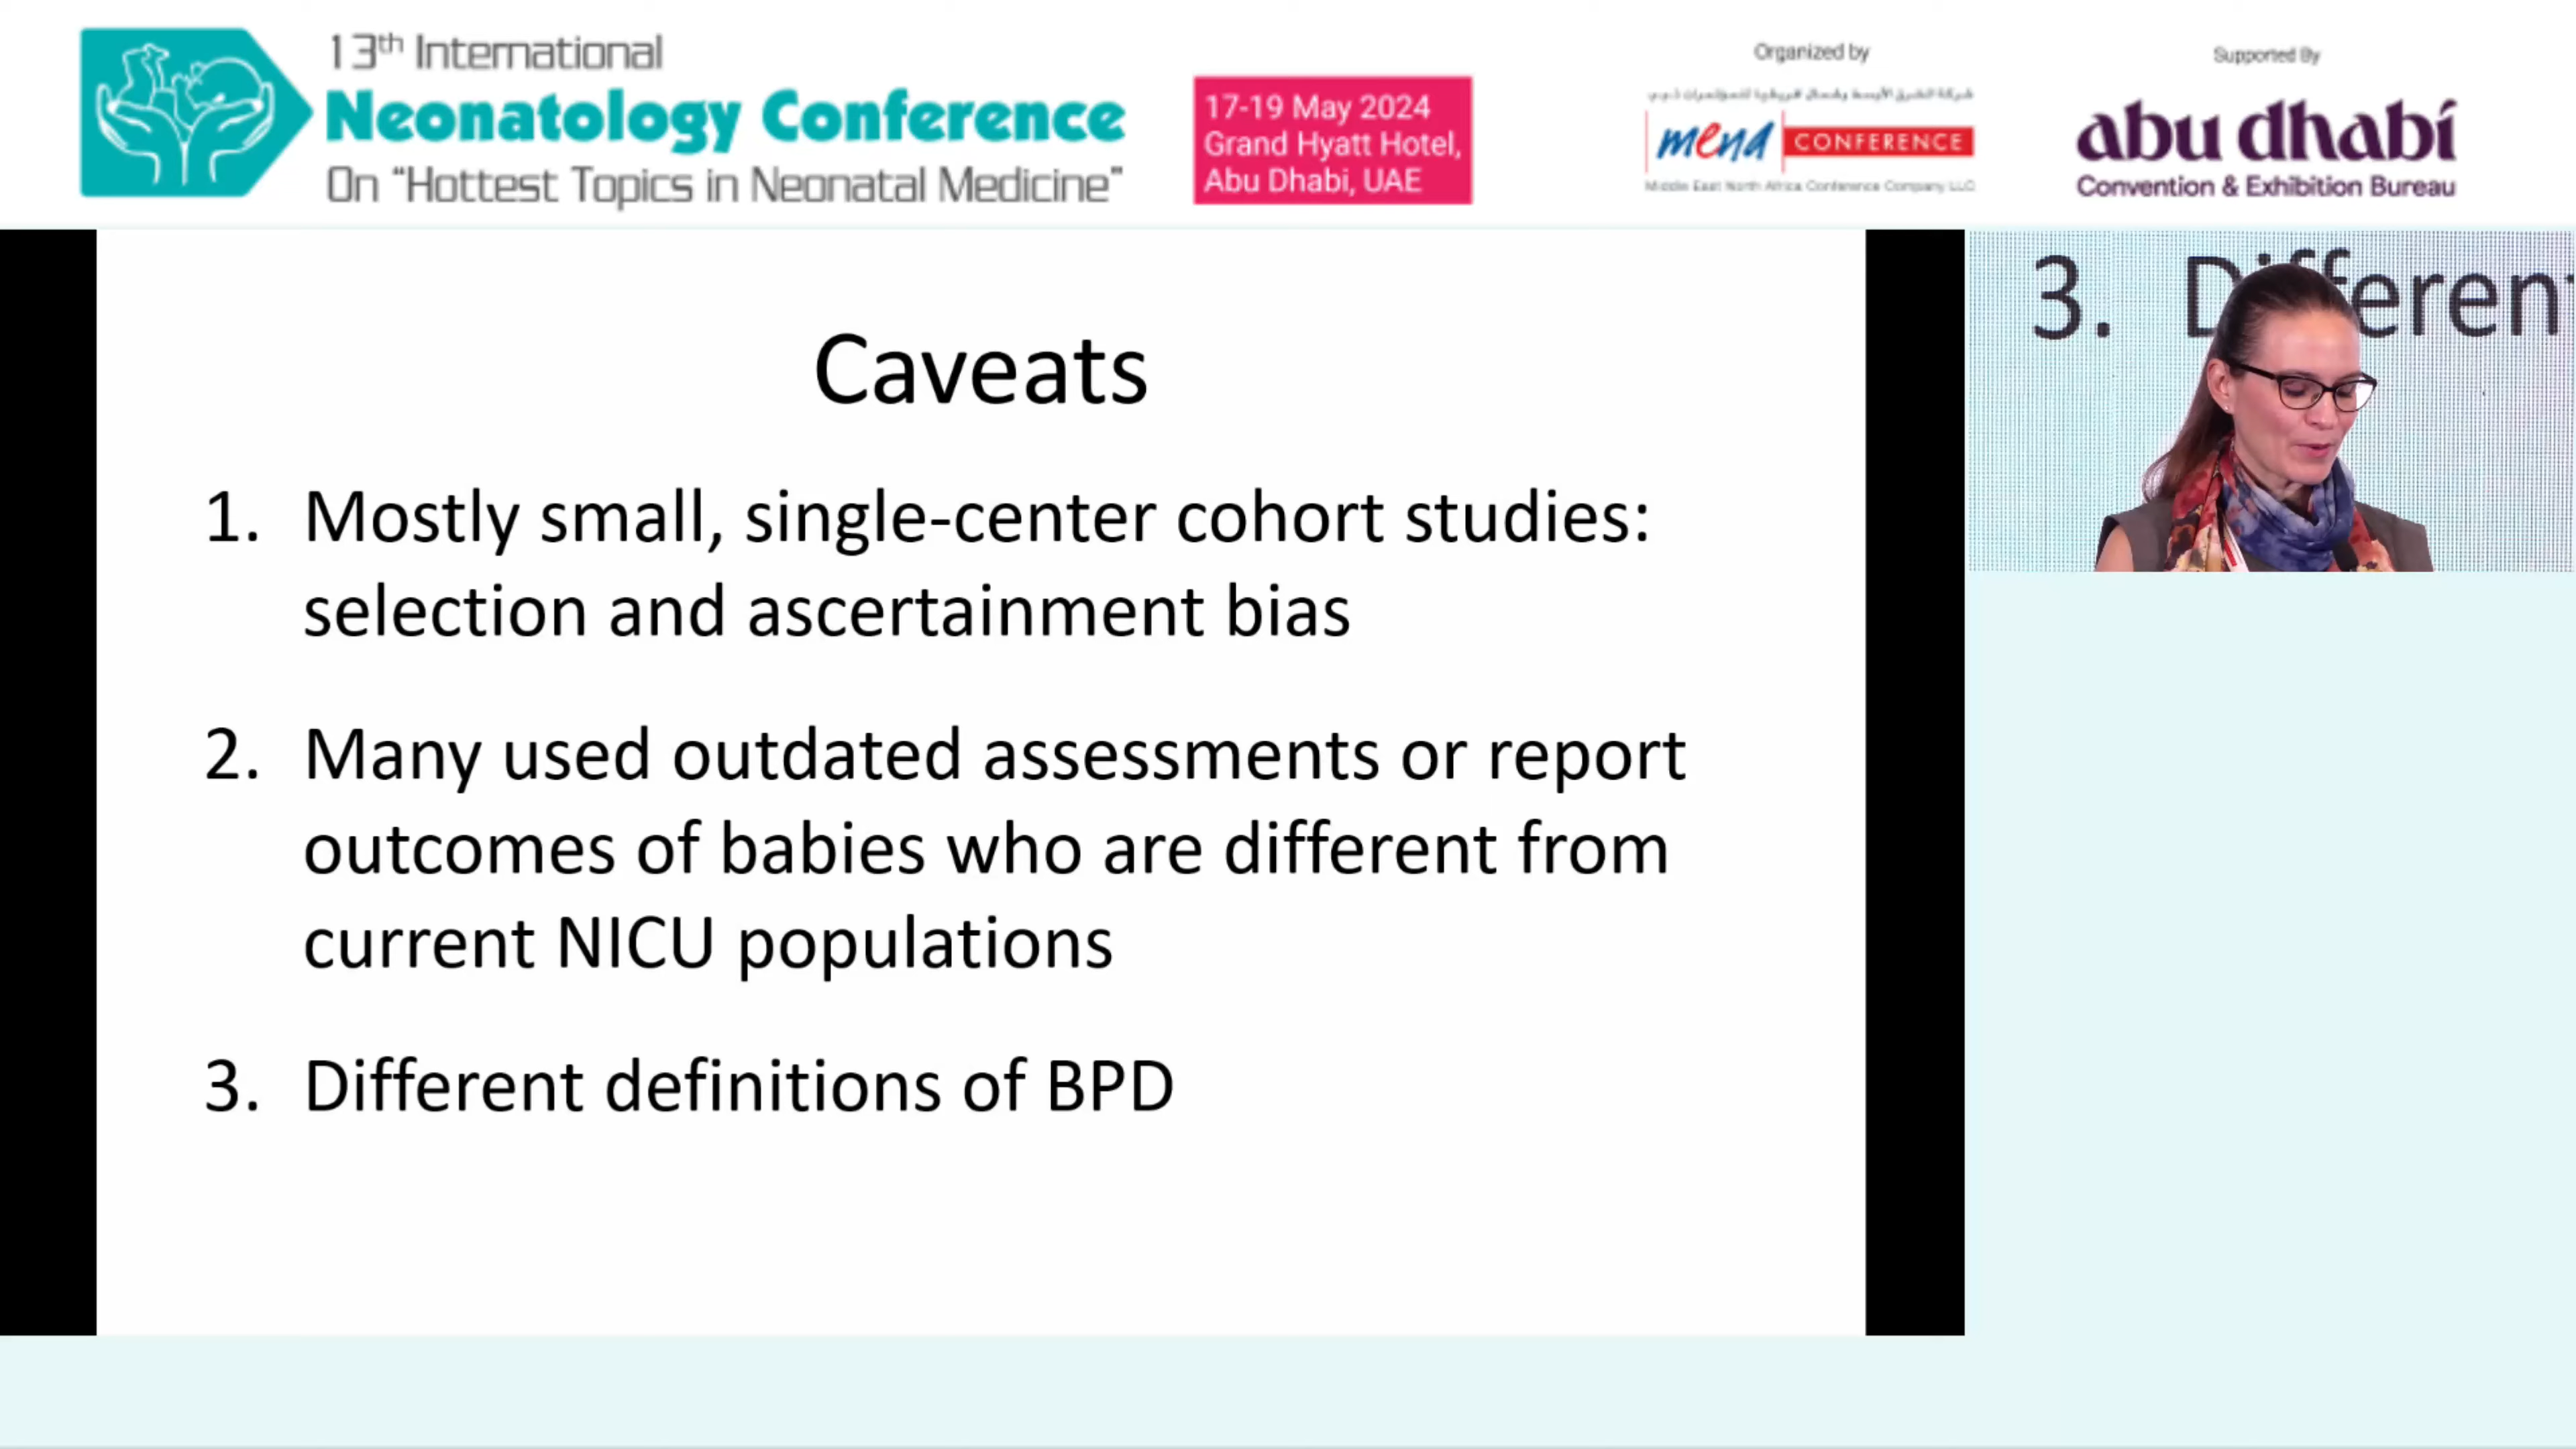 13th International
Neonatology Conference
On “Hottest Topics in Neonatal Medicine”
17-19 May 2024
Grand Hyatt Hotel,
Abu Dhabi, UAE
Organized by
mena CONFERENCE
Middle East North Africa Conference Company LLC
Supported By
abu dhabi
Convention & Exhibition Bureau
Caveats
1. Mostly small, single-center cohort studies:
selection and ascertainment bias
2. Many used outdated assessments or report
outcomes of babies who are different from
current NICU populations
3. Different definitions of BPD
3. Different